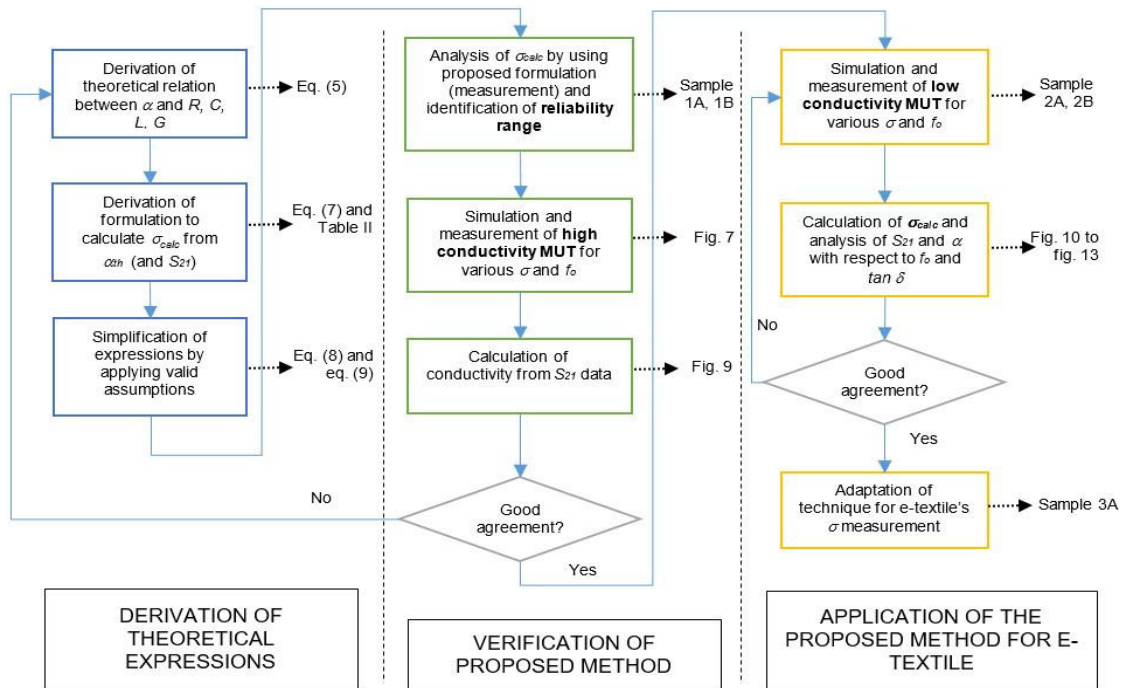 Derivation of
theoretical relation
between α and R, C,
L, G
Eq. (5)
Derivation of
formulation to
calculate σcalc from
αth (and S21)
Eq. (7) and
Table II
Simplification of
expressions by
applying valid
assumptions
Eq. (8) and
eq. (9)
No
DERIVATION OF
THEORETICAL
EXPRESSIONS
Analysis of σcalc by using
proposed formulation
(measurement) and
identification of reliability
range
Sample
1A, 1B
Simulation and
measurement of high
conductivity MUT for
various σ and fo
Fig. 7
Calculation of
conductivity from S21 data
Fig. 9
Good
agreement?
Yes
VERIFICATION OF
PROPOSED METHOD
Simulation and
measurement of low
conductivity MUT for
various σ and fo
Sample
2A, 2B
Calculation of σcalc and
analysis of S21 and α
with respect to fo and
tan δ
Fig. 10 to
fig. 13
No
Good
agreement?
Yes
Adaptation of
technique for e-textile's
σ measurement
Sample 3A
APPLICATION OF THE
PROPOSED METHOD FOR E-
TEXTILE